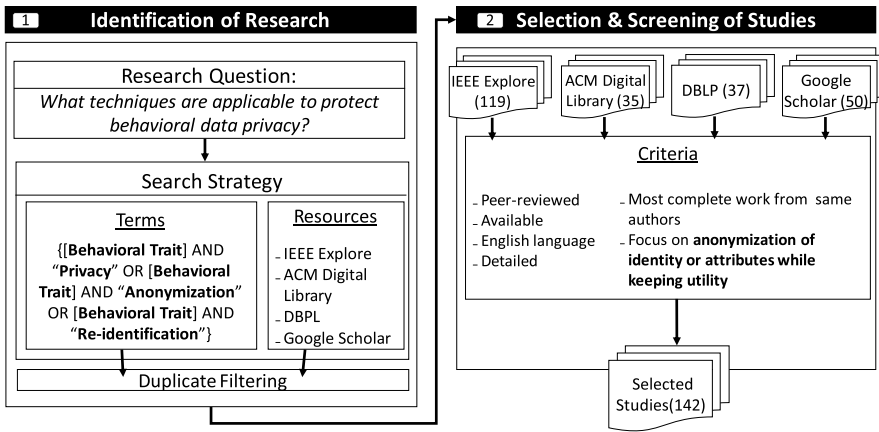 1 Identification of Research
Research Question:
What techniques are applicable to protect
behavioral data privacy?
Search Strategy
Terms
{[Behavioral Trait] AND
“Privacy” OR [Behavioral
Trait] AND “Anonymization”
OR [Behavioral Trait] AND
“Re-identification”}
Resources
- IEEE Explore
- ACM Digital
Library
- DBPL
- Google Scholar
Duplicate Filtering
2 Selection & Screening of Studies
IEEE Explore
(119)
ACM Digital
Library (35)
DBLP (37)
Google
Scholar (50)
Criteria
- Peer-reviewed
- Available
- English language
- Detailed
- Most complete work from same
authors
- Focus on anonymization of
identity or attributes while
keeping utility
Selected
Studies(142)